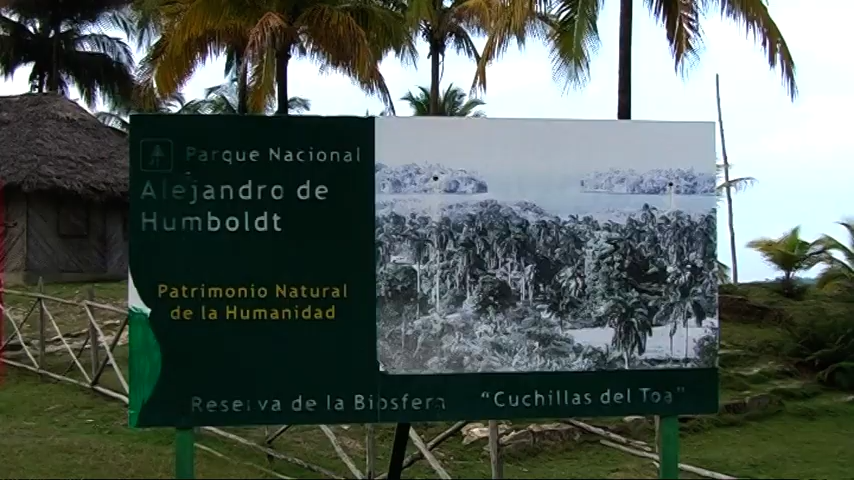 Parque Nacional
Alejandro de
Humboldt
Patrimonio Natural
de la Humanidad
Reserva de la Biosfera "Cuchillas del Toa"